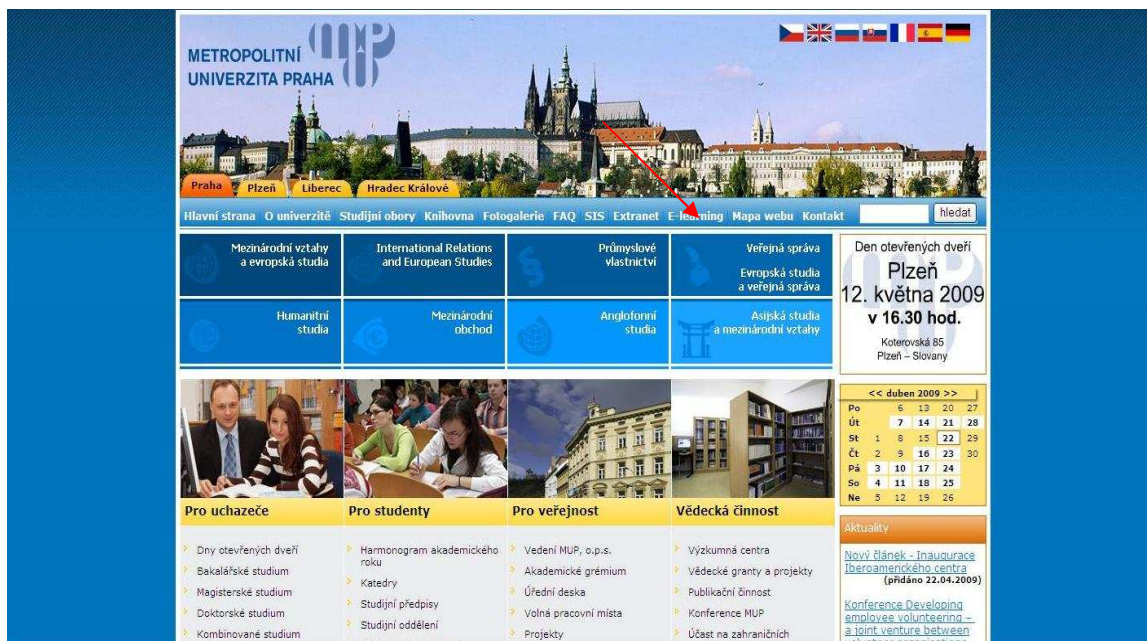 METROPOLITNÍ
UNIVERZITA PRAHA
Praha
Plzeň
Liberec
Hradec Králové
Hlavní strana O univerzitě Studijní obory Knihovna Fotogalerie FAQ SIS Extranet E-learning Mapa webu Kontakt
hledat
Mezinárodní vztahy
a evropská studia
International Relations
and European Studies
Průmyslové
vlastnictví
Veřejná správa
Evropská studia
a veřejná správa
Humanitní
studia
Mezinárodní
obchod
Anglofonní
studia
Asijská studia
a mezinárodní vztahy
Den otevřených dveří
Plzeň
12. května 2009
v 16.30 hod.
Koterovská 85
Plzeň – Slovany
<< duben 2009 >>
Po 6 13 20 27
Út 7 14 21 28
St 1 8 15 22 29
Čt 2 9 16 23 30
Pá 3 10 17 24
So 4 11 18 25
Ne 5 12 19 26
Pro uchazeče
Dny otevřených dveří
Bakalářské studium
Magisterské studium
Doktorské studium
Kombinované studium
Pro studenty
Harmonogram akademického
roku
Katedry
Studijní předpisy
Studijní oddělení
Pro veřejnost
Vedení MUP, o.p.s.
Akademické grémium
Úřední deska
Volná pracovní místa
Projekty
Vědecká činnost
Výzkumná centra
Vědecké granty a projekty
Publikační činnost
Konference MUP
Účast na zahraničních
Aktuality
Nový článek - Inaugurace
Iberoamerického centra
(přidáno 22.04.2009)
Konference Developing
employee volunteering –
a joint venture between